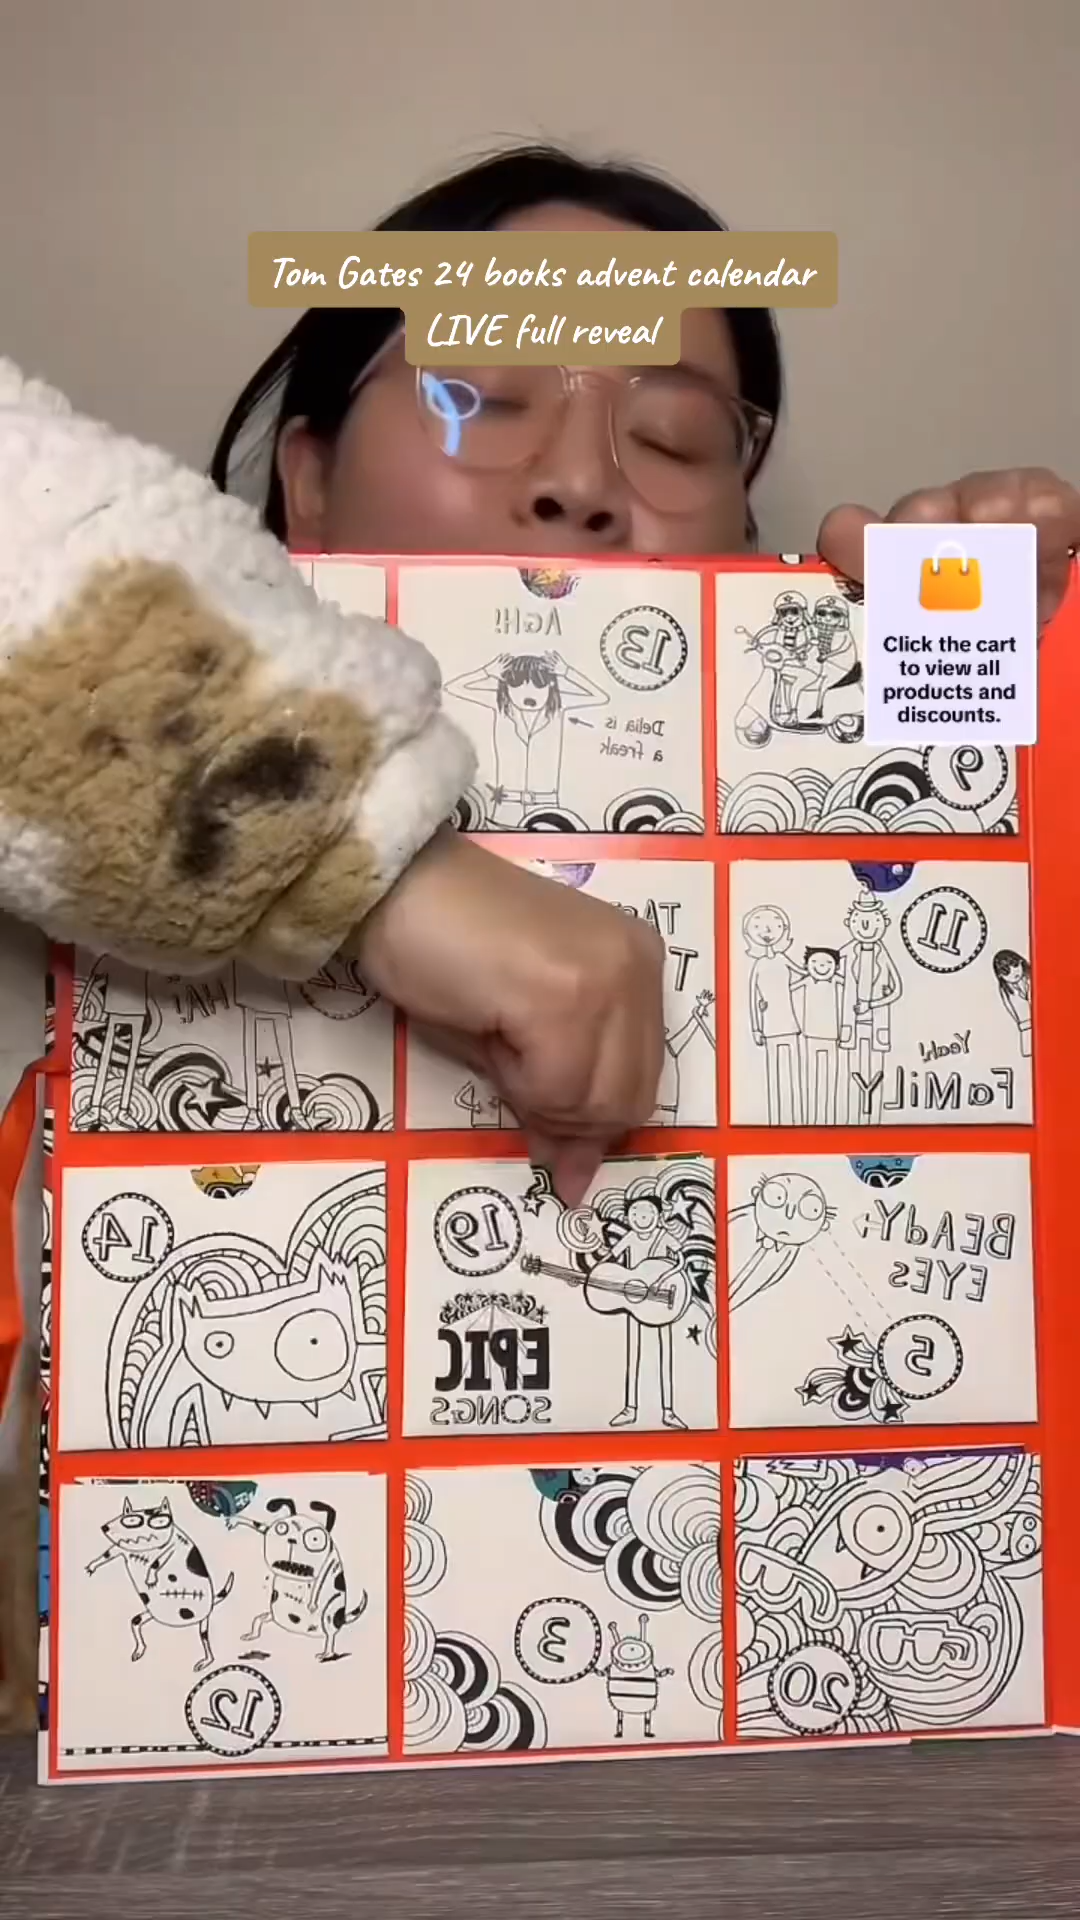 Tom Gates 24 books advent calendar
LIVE full reveal
Click the cart
to view all
products and
discounts.
AGH!
13
Delia is
a freak
9
11
HA!
Yeah!
FaMiLY
14
19
EPIC
SONGS
BEAdY
EYES
5
12
3
20